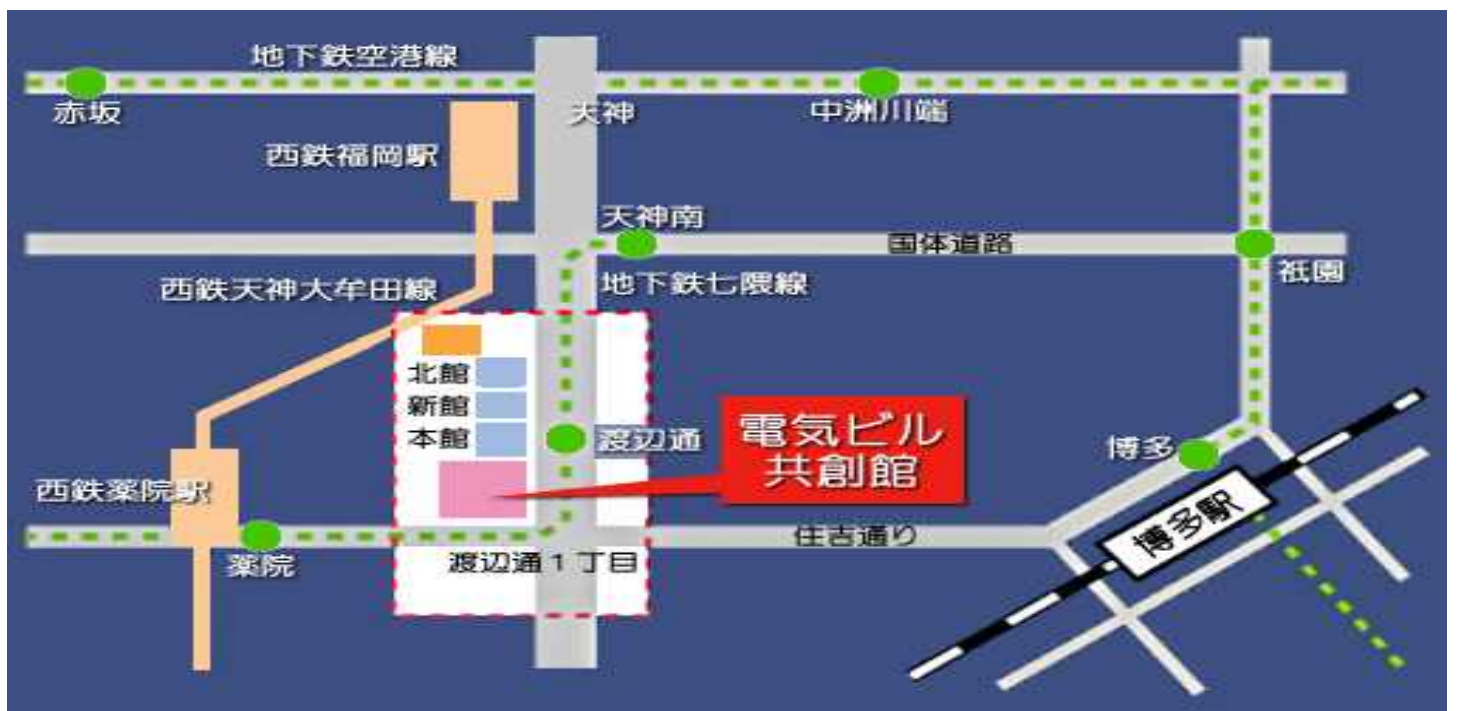 地下鉄空港線
赤坂
天神
中洲川端
西鉄福岡駅
天神南
国体道路
祇園
西鉄天神大牟田線
地下鉄七隈線
北館
新館
本館
渡辺通
電気ビル
共創館
博多
西鉄薬院駅
博多駅
住吉通り
薬院
渡辺通1丁目